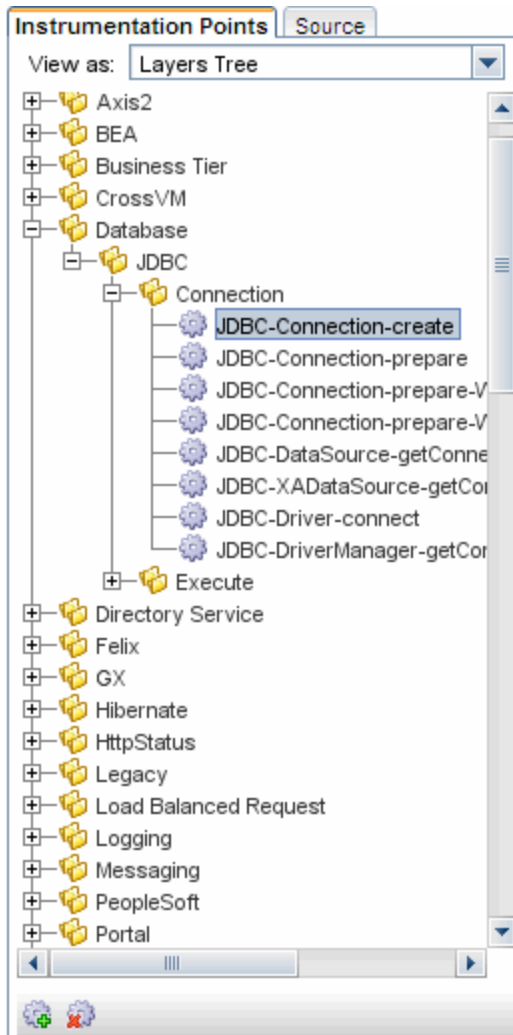 Instrumentation Points Source
View as: Layers Tree
Axis2
BEA
Business Tier
CrossVM
Database
JDBC
Connection
JDBC-Connection-create
JDBC-Connection-prepare
JDBC-Connection-prepare-V
JDBC-Connection-prepare-V
JDBC-DataSource-getConne
JDBC-XADataSource-getCor
JDBC-Driver-connect
JDBC-DriverManager-getCor
Execute
Directory Service
Felix
GX
Hibernate
HttpStatus
Legacy
Load Balanced Request
Logging
Messaging
PeopleSoft
Portal